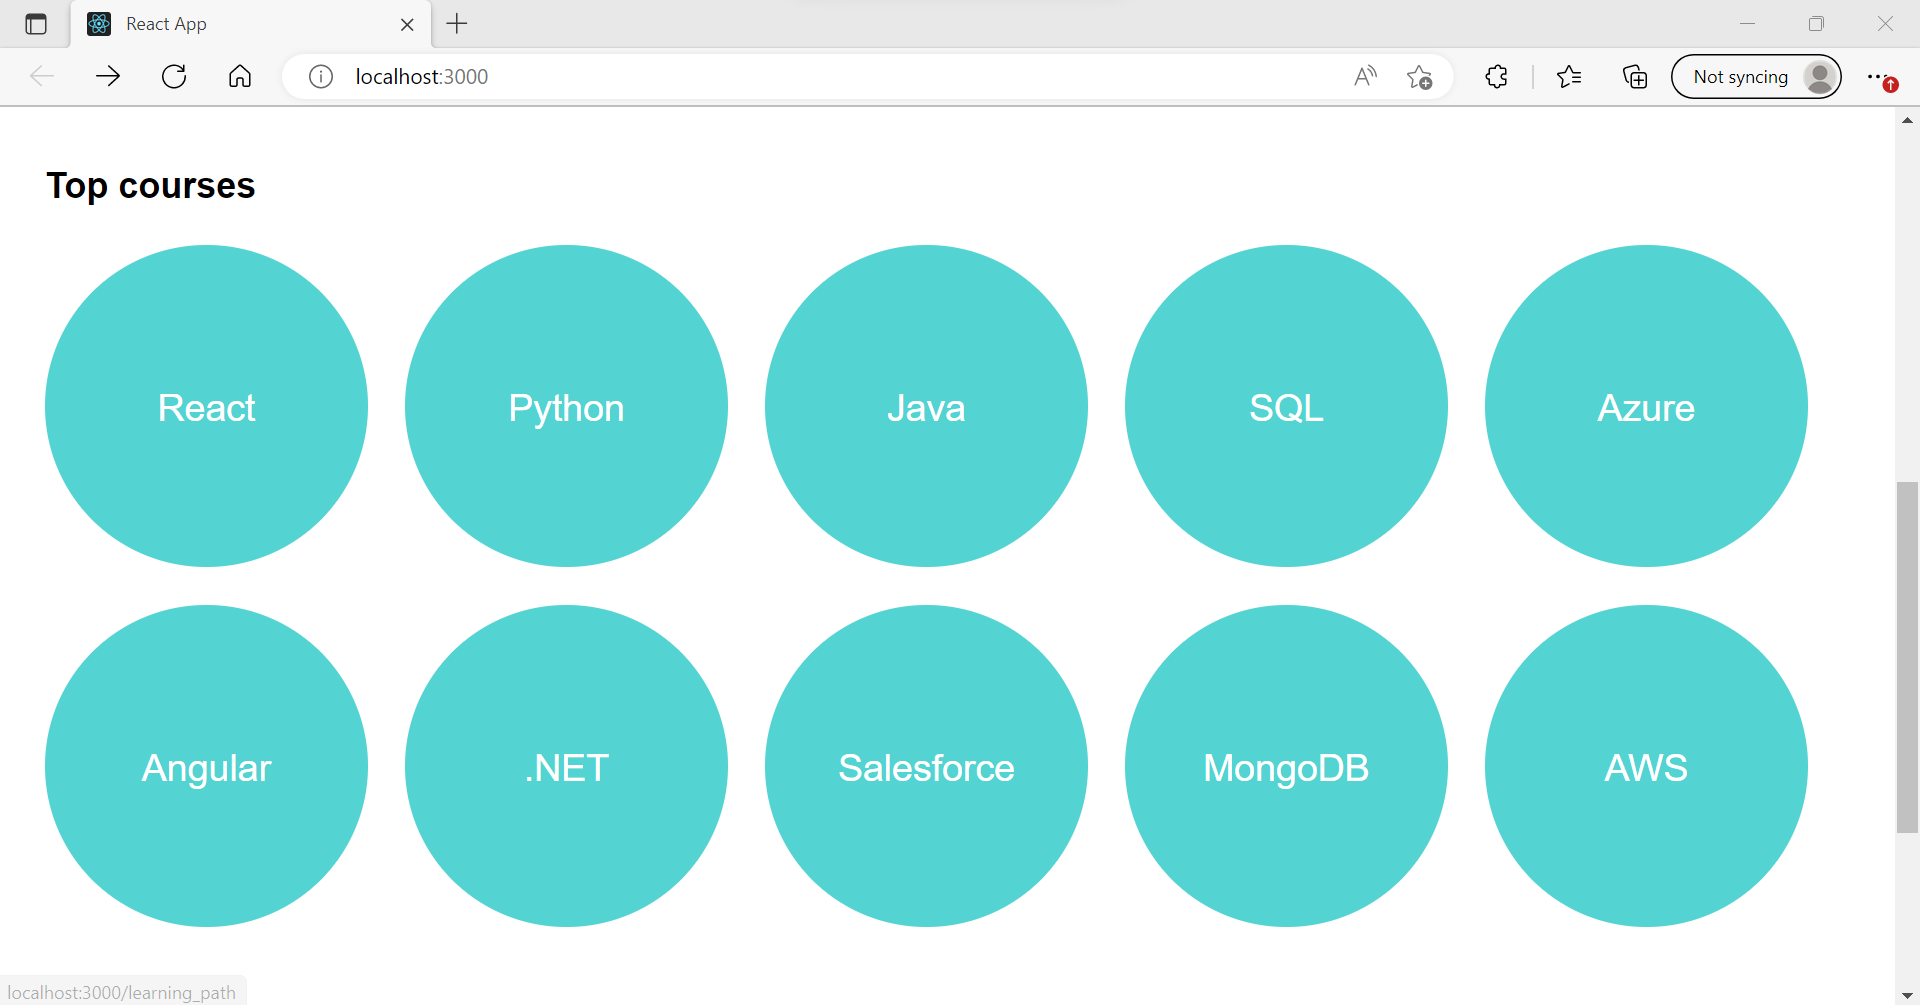 React App
localhost:3000
Not syncing
Top courses
React Python Java SQL Azure
Angular .NET Salesforce MongoDB AWS
localhost:3000/learning_path